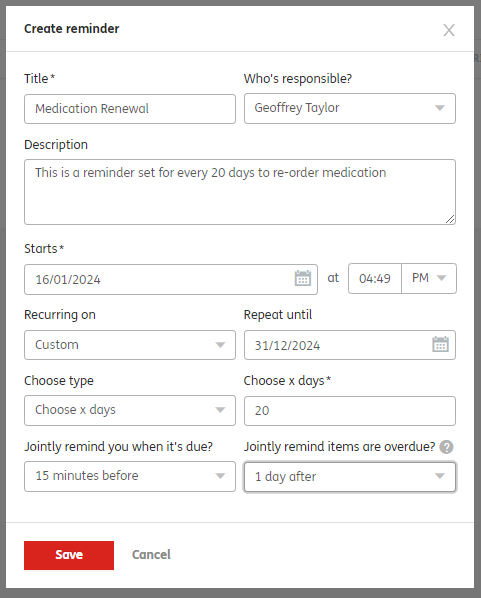 Create reminder
Title*
Who's responsible?
Medication Renewal
Geoffrey Taylor
Description
This is a reminder set for every 20 days to re-order medication
Starts*
16/01/2024 at 04:49 PM
Recurring on
Repeat until
Custom
31/12/2024
Choose type
Choose x days*
Choose x days
20
Jointly remind you when it's due?
Jointly remind items are overdue? ?
15 minutes before
1 day after
Save
Cancel